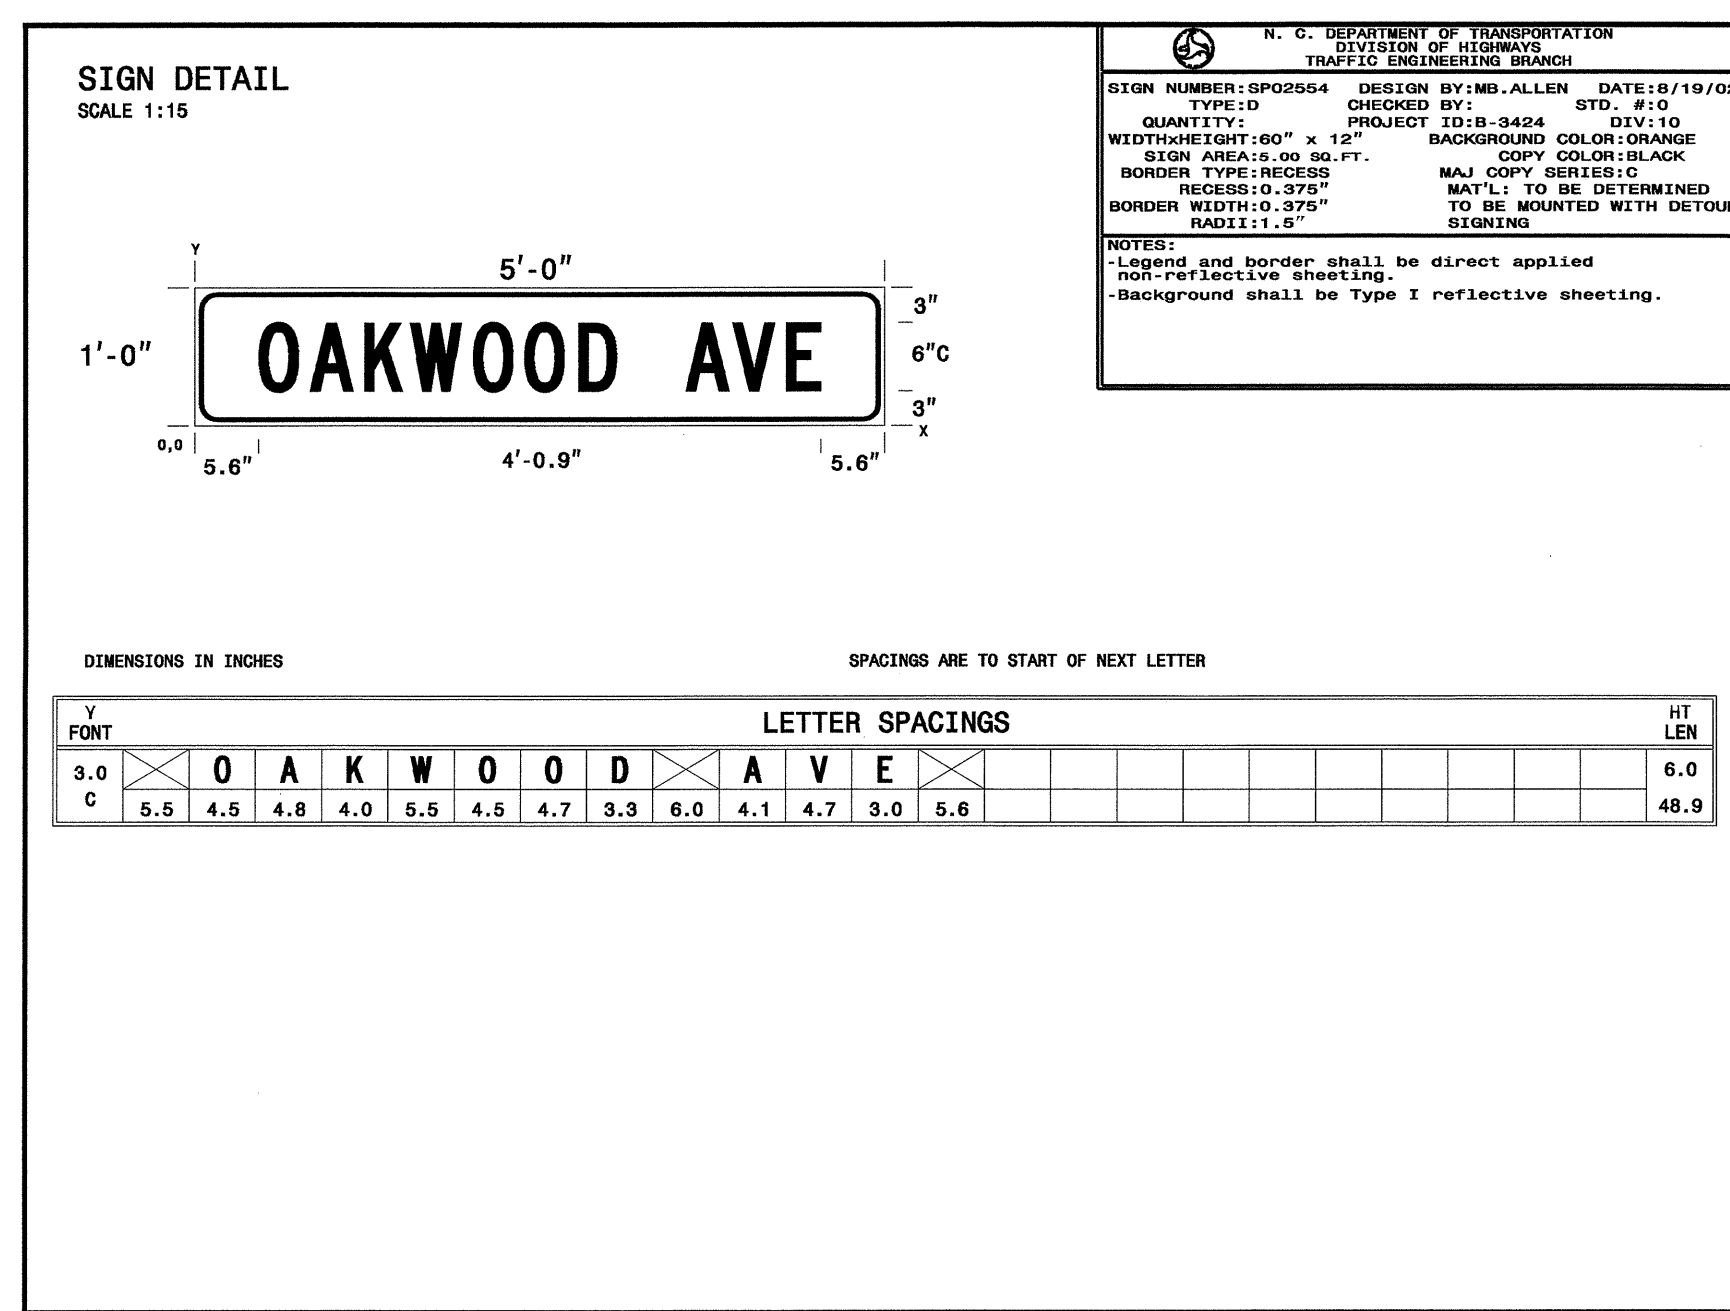 N. C. DEPARTMENT OF TRANSPORTATION
DIVISION OF HIGHWAYS
TRAFFIC ENGINEERING BRANCH
SIGN DETAIL
SCALE 1:15
SIGN NUMBER:SP02554 DESIGN BY:MB.ALLEN DATE:8/19/02
TYPE:D CHECKED BY: STD. #:0
QUANTITY: PROJECT ID:B-3424 DIV:10
WIDTHxHEIGHT:60" x 12" BACKGROUND COLOR:ORANGE
SIGN AREA:5.00 SQ.FT. COPY COLOR:BLACK
BORDER TYPE:RECESS MAJ COPY SERIES:C
RECESS:0.375" MAT'L: TO BE DETERMINED
BORDER WIDTH:0.375" TO BE MOUNTED WITH DETOUR
RADII:1.5" SIGNING
NOTES:
-Legend and border shall be direct applied
non-reflective sheeting.
-Background shall be Type I reflective sheeting.
Y
5'-0"
3"
1'-0"
OAKWOOD AVE
6"C
3"
X
0,0
5.6" 4'-0.9" 5.6"
DIMENSIONS IN INCHES SPACINGS ARE TO START OF NEXT LETTER
Y LETTER SPACINGS HT
FONT LEN
3.0 O A K W O O D A V E 6.0
C 5.5 4.5 4.8 4.0 5.5 4.5 4.7 3.3 6.0 4.1 4.7 3.0 5.6 48.9